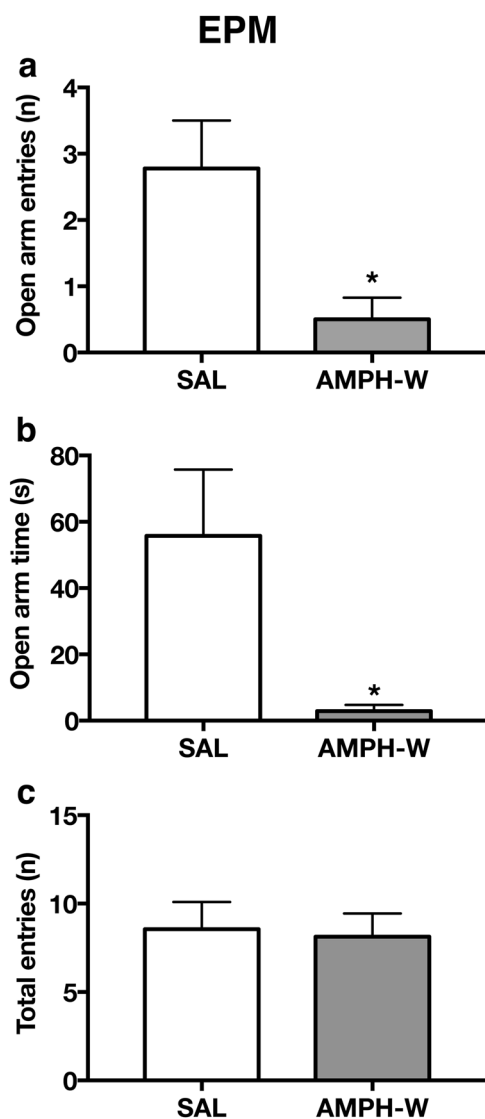 EPM
a
Open arm entries (n)
4
3
2
1
0
*
SAL
AMPH-W
b
Open arm time (s)
80
60
40
20
0
*
SAL
AMPH-W
c
Total entries (n)
15
10
5
0
SAL
AMPH-W